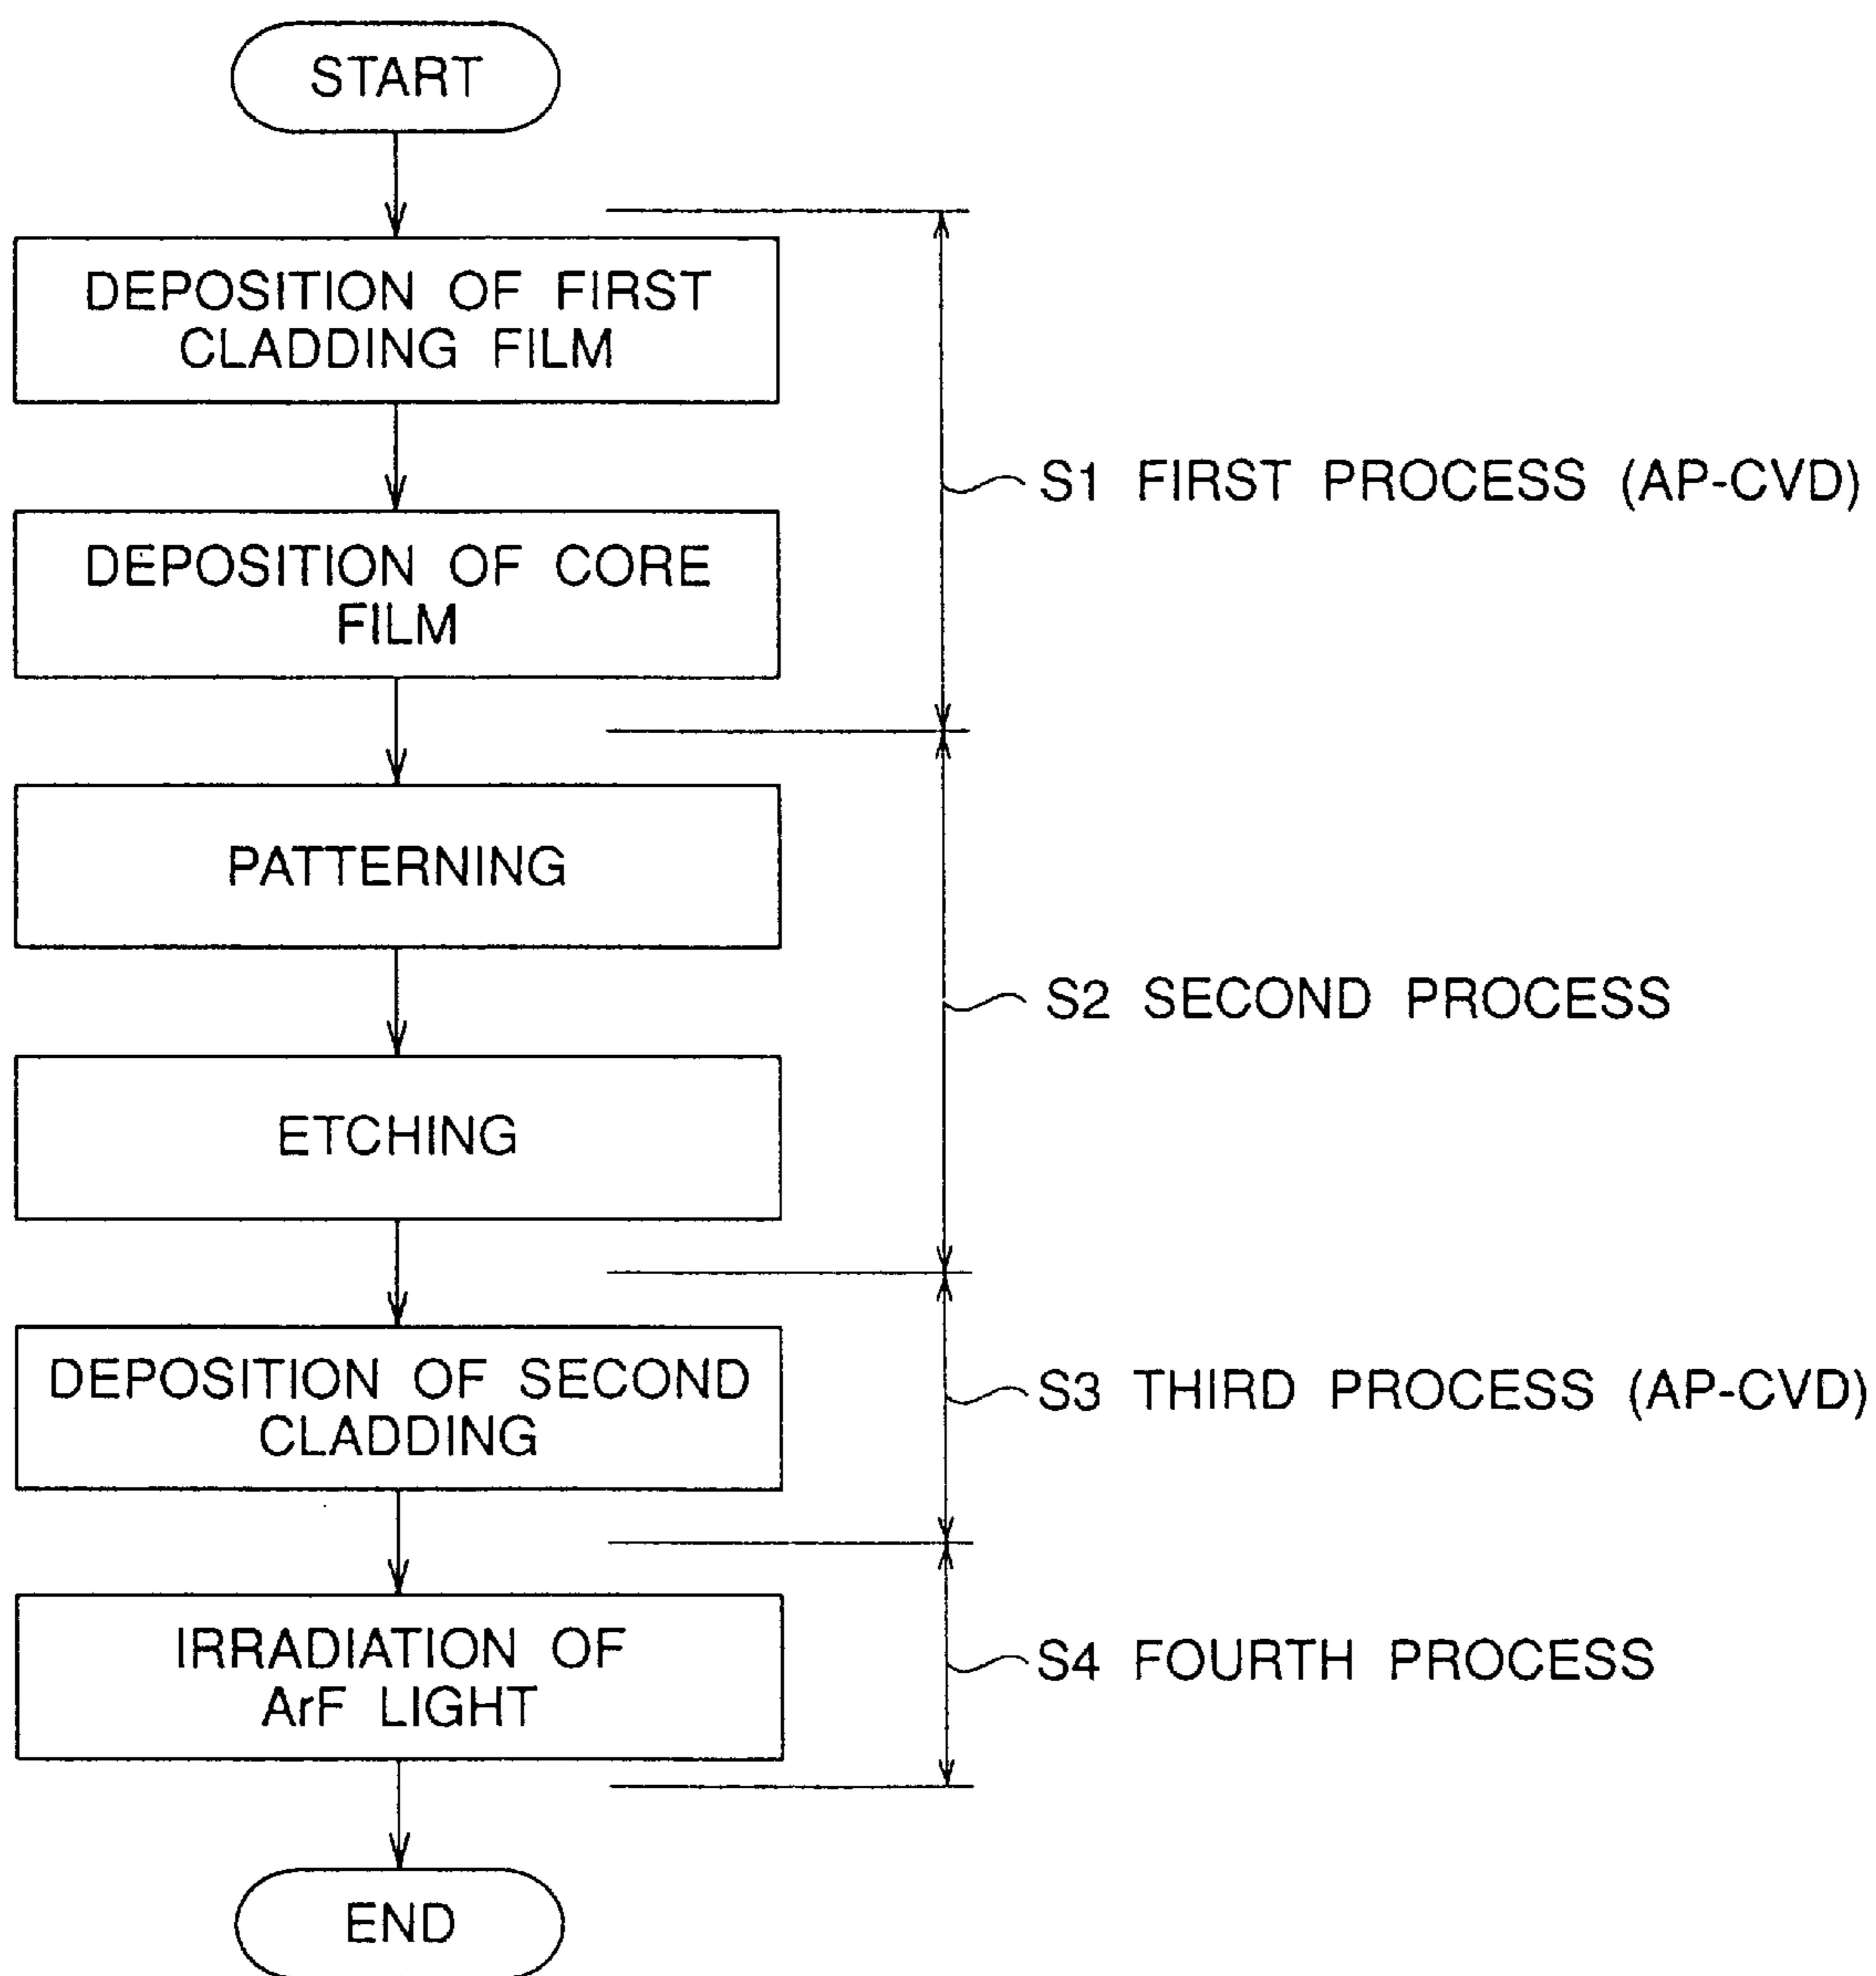 START
DEPOSITION OF FIRST
CLADDING FILM
S1 FIRST PROCESS (AP-CVD)
DEPOSITION OF CORE
FILM
PATTERNING
S2 SECOND PROCESS
ETCHING
DEPOSITION OF SECOND
CLADDING
S3 THIRD PROCESS (AP-CVD)
IRRADIATION OF
ArF LIGHT
S4 FOURTH PROCESS
END